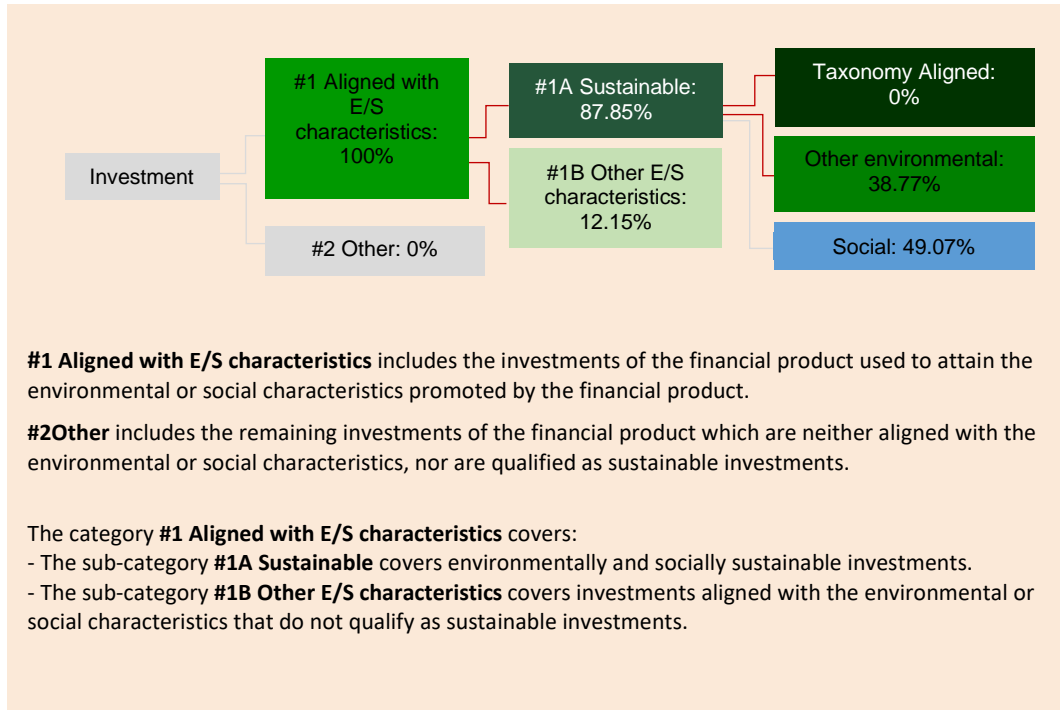 Investment
#1 Aligned with
E/S
characteristics:
100%
#2 Other: 0%
#1A Sustainable:
87.85%
#1B Other E/S
characteristics:
12.15%
Taxonomy Aligned:
0%
Other environmental:
38.77%
Social: 49.07%
#1 Aligned with E/S characteristics includes the investments of the financial product used to attain the
environmental or social characteristics promoted by the financial product.
#2Other includes the remaining investments of the financial product which are neither aligned with the
environmental or social characteristics, nor are qualified as sustainable investments.
The category #1 Aligned with E/S characteristics covers:
- The sub-category #1A Sustainable covers environmentally and socially sustainable investments.
- The sub-category #1B Other E/S characteristics covers investments aligned with the environmental or
social characteristics that do not qualify as sustainable investments.